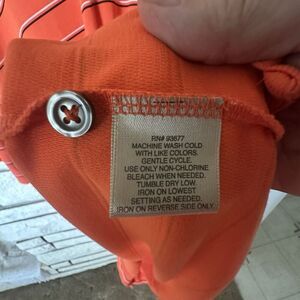 RN# 93677
MACHINE WASH COLD
WITH LIKE COLORS.
GENTLE CYCLE.
USE ONLY NON-CHLORINE
BLEACH WHEN NEEDED.
TUMBLE DRY LOW.
IRON ON LOWEST
SETTING AS NEEDED.
IRON ON REVERSE SIDE ONLY.